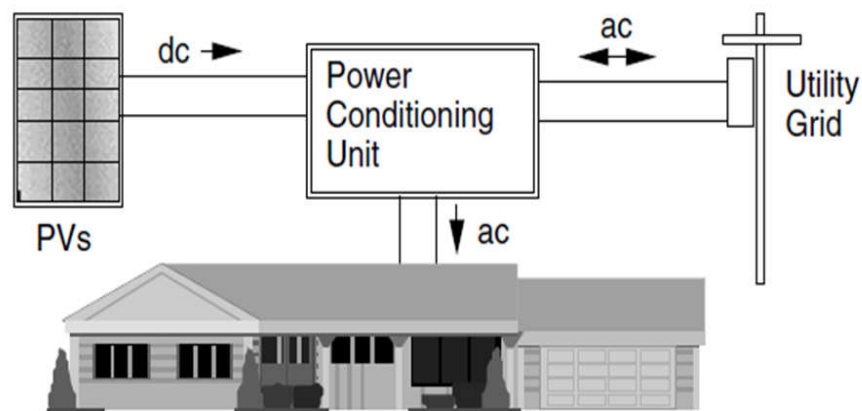 dc
ac
Power
Conditioning
Unit
Utility
Grid
PVs
ac